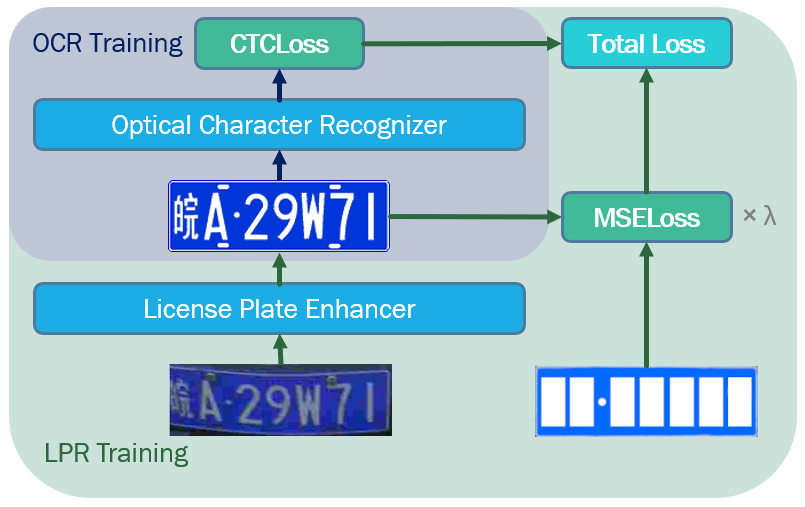 OCR Training
CTCLoss
Total Loss
Optical Character Recognizer
皖A·29W71
MSELoss
× λ
License Plate Enhancer
皖A·29W71
LPR Training